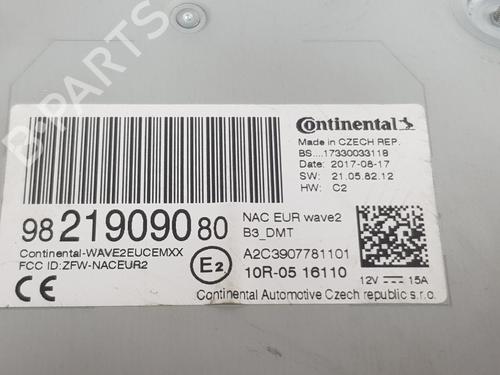 B-PARTS
Continental
Made in CZECH REP.
BS....17330033118
Date: 2017-08-17
SW: 21.05.82.12
HW: C2
98 219090 80
NAC EUR wave2
B3_DMT
Continental-WAVE2EUCEMXX
FCC ID:ZFW-NACEUR2
E2
A2C3907781101
10R-05 16110
12V 15A
CE
Continental Automotive Czech republic s.r.o.